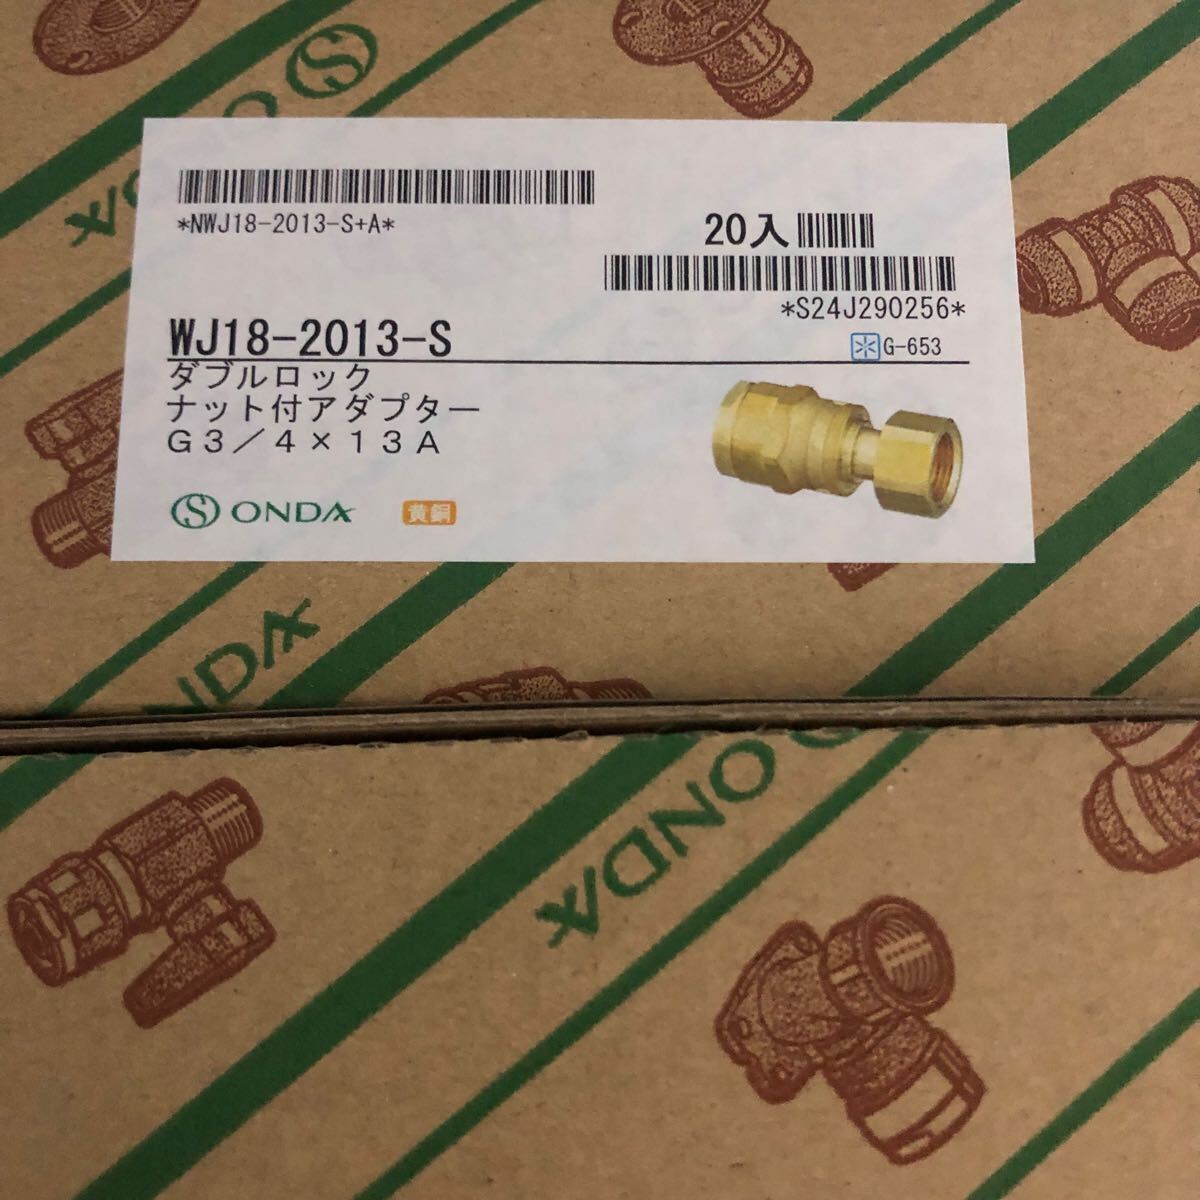 ONDA
*NWJ18-2013-S+A*
20入
*S24J290256*
WJ18-2013-S
G-653
ダブルロック
ナット付アダプター
G3/4×13A
ONDA
黄銅
ONDA
ONDA